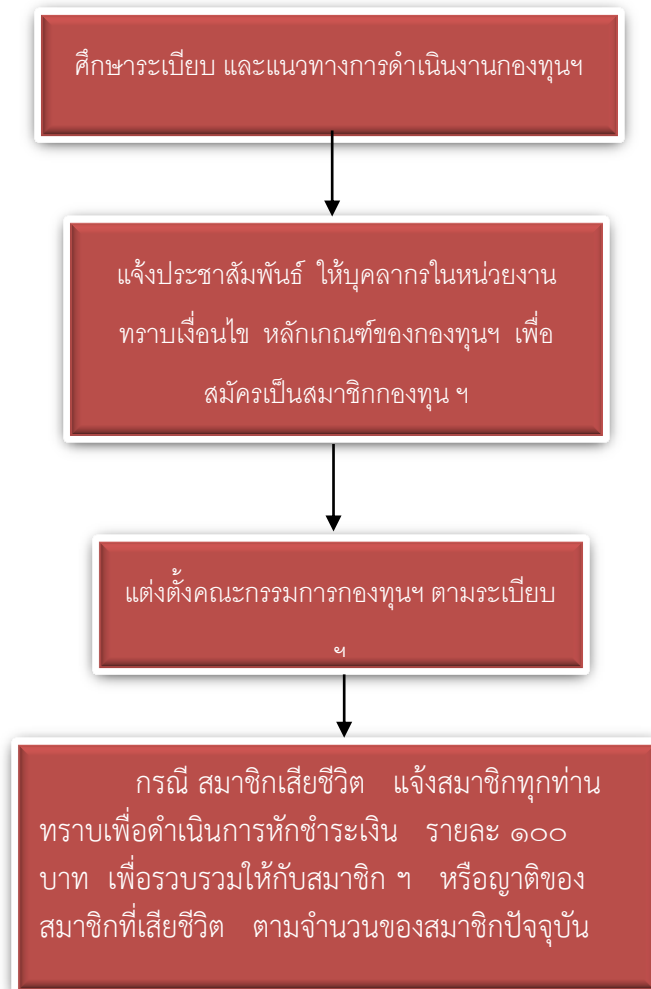 ศึกษาระเบียบ และแนวทางการดำเนินงานกองทุนฯ
แจ้งประชาสัมพันธ์ ให้บุคลากรในหน่วยงาน
ทราบเงื่อนไข หลักเกณฑ์ของกองทุนฯ เพื่อ
สมัครเป็นสมาชิกกองทุน ฯ
แต่งตั้งคณะกรรมการกองทุนฯ ตามระเบียบ
ฯ
กรณี สมาชิกเสียชีวิต แจ้งสมาชิกทุกท่าน
ทราบเพื่อดำเนินการหักชำระเงิน รายละ ๑๐๐
บาท เพื่อรวบรวมให้กับสมาชิก ฯ หรือญาติของ
สมาชิกที่เสียชีวิต ตามจำนวนของสมาชิกปัจจุบัน